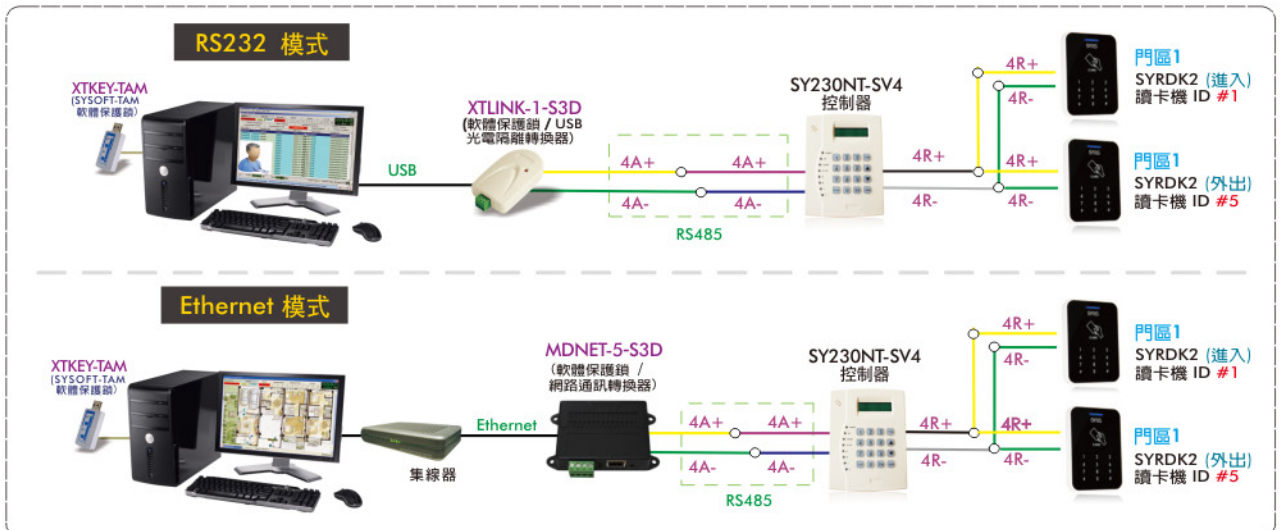 RS232 模式
XTKEY-TAM
(SYSOFT-TAM
軟體保護鎖)
USB
XTLINK-1-S3D
(軟體保護鎖 / USB
光電隔離轉換器)
4A+
4A+
4A-
4A-
RS485
SY230NT-SV4
控制器
4R+
4R-
4R+
4R-
4R+
4R-
門區1
SYRDK2 (進入)
讀卡機 ID #1
門區1
SYRDK2 (外出)
讀卡機 ID #5
Ethernet 模式
XTKEY-TAM
(SYSOFT-TAM
軟體保護鎖)
集線器
Ethernet
MDNET-5-S3D
(軟體保護鎖 /
網路通訊轉換器)
4A+
4A+
4A-
4A-
RS485
SY230NT-SV4
控制器
4R+
4R-
4R+
4R-
4R+
4R-
門區1
SYRDK2 (進入)
讀卡機 ID #1
門區1
SYRDK2 (外出)
讀卡機 ID #5